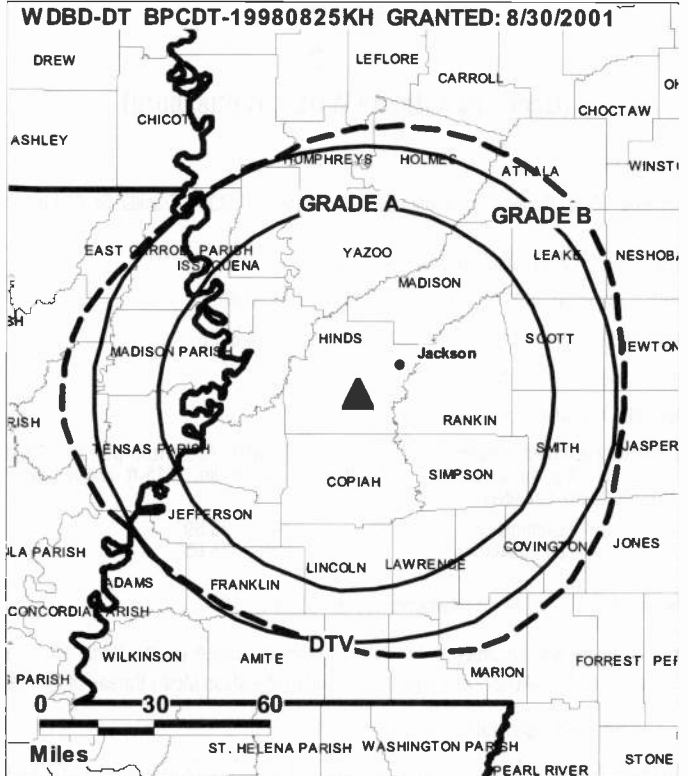 WDBD-DT BPCDT-19980825KH GRANTED: 8/30/2001
DREW
LEFLORE
CARROLL
CHOCTAW
CHICOT
ASHLEY
HUMPHREYS
HOLMES
ATTALA
GRADE A
GRADE B
EAST CARROLL PARISH
ISSAQUENA
YAZOO
LEAKE
NESHOBA
MADISON
HINDS
SCOTT
EWTON
MADISON PARISH
Jackson
RISH
RANKIN
TENSAS PARISH
SMITH
JASPER
COPIAH
SIMPSON
JEFFERSON
LA PARISH
COVINGTON
JONES
LINCOLN
LAWRENCE
ADAMS
FRANKLIN
CONCORDIA PARISH
DTV
WILKINSON
AMITE
FORREST
PER
S PARISH
MARION
0 30 60
Miles
ST. HELENA PARISH
WASHINGTON PARISH
STONE
PEARL RIVER